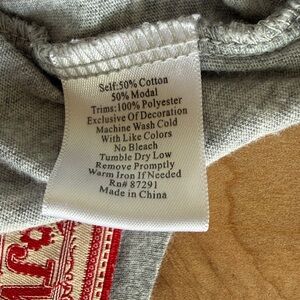 Self:50% Cotton
50% Modal
Trims:100% Polyester
Exclusive Of Decoration
Machine Wash Cold
With Like Colors
No Bleach
Tumble Dry Low
Remove Promptly
Warm Iron If Needed
Rn# 87291
Made in China